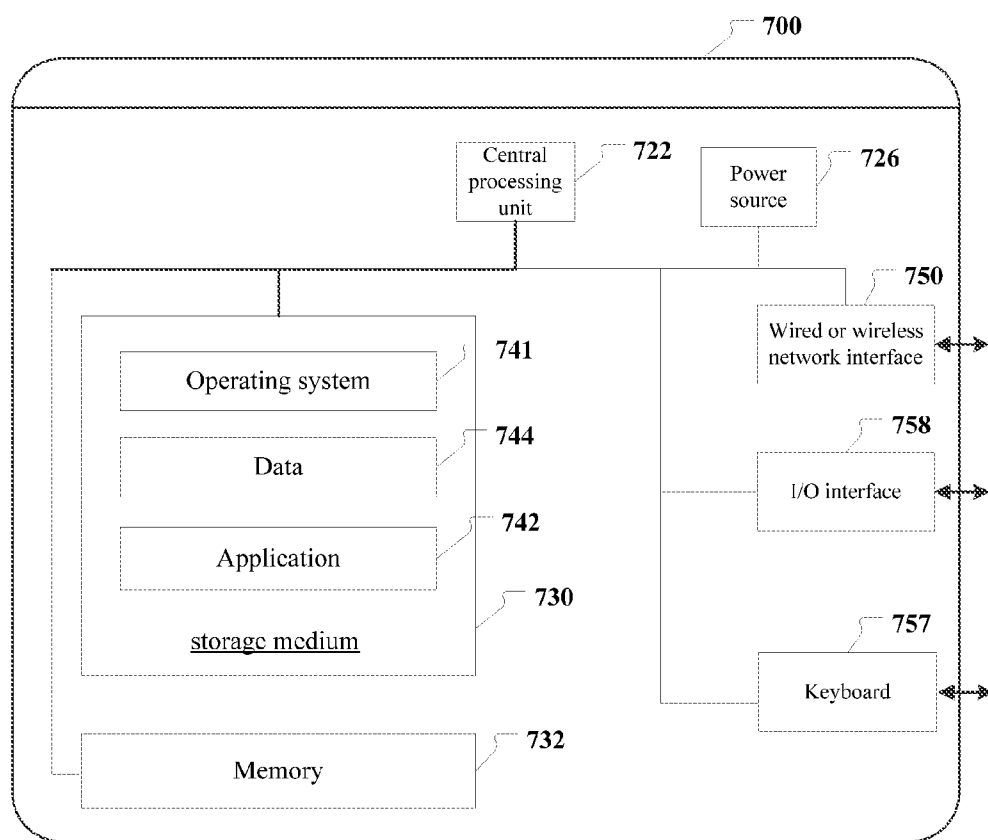 700
Central
processing
unit
722
Power
source
726
750
Wired or wireless
network interface
741
Operating system
744
Data
758
I/O interface
742
Application
730
storage medium
757
Keyboard
732
Memory